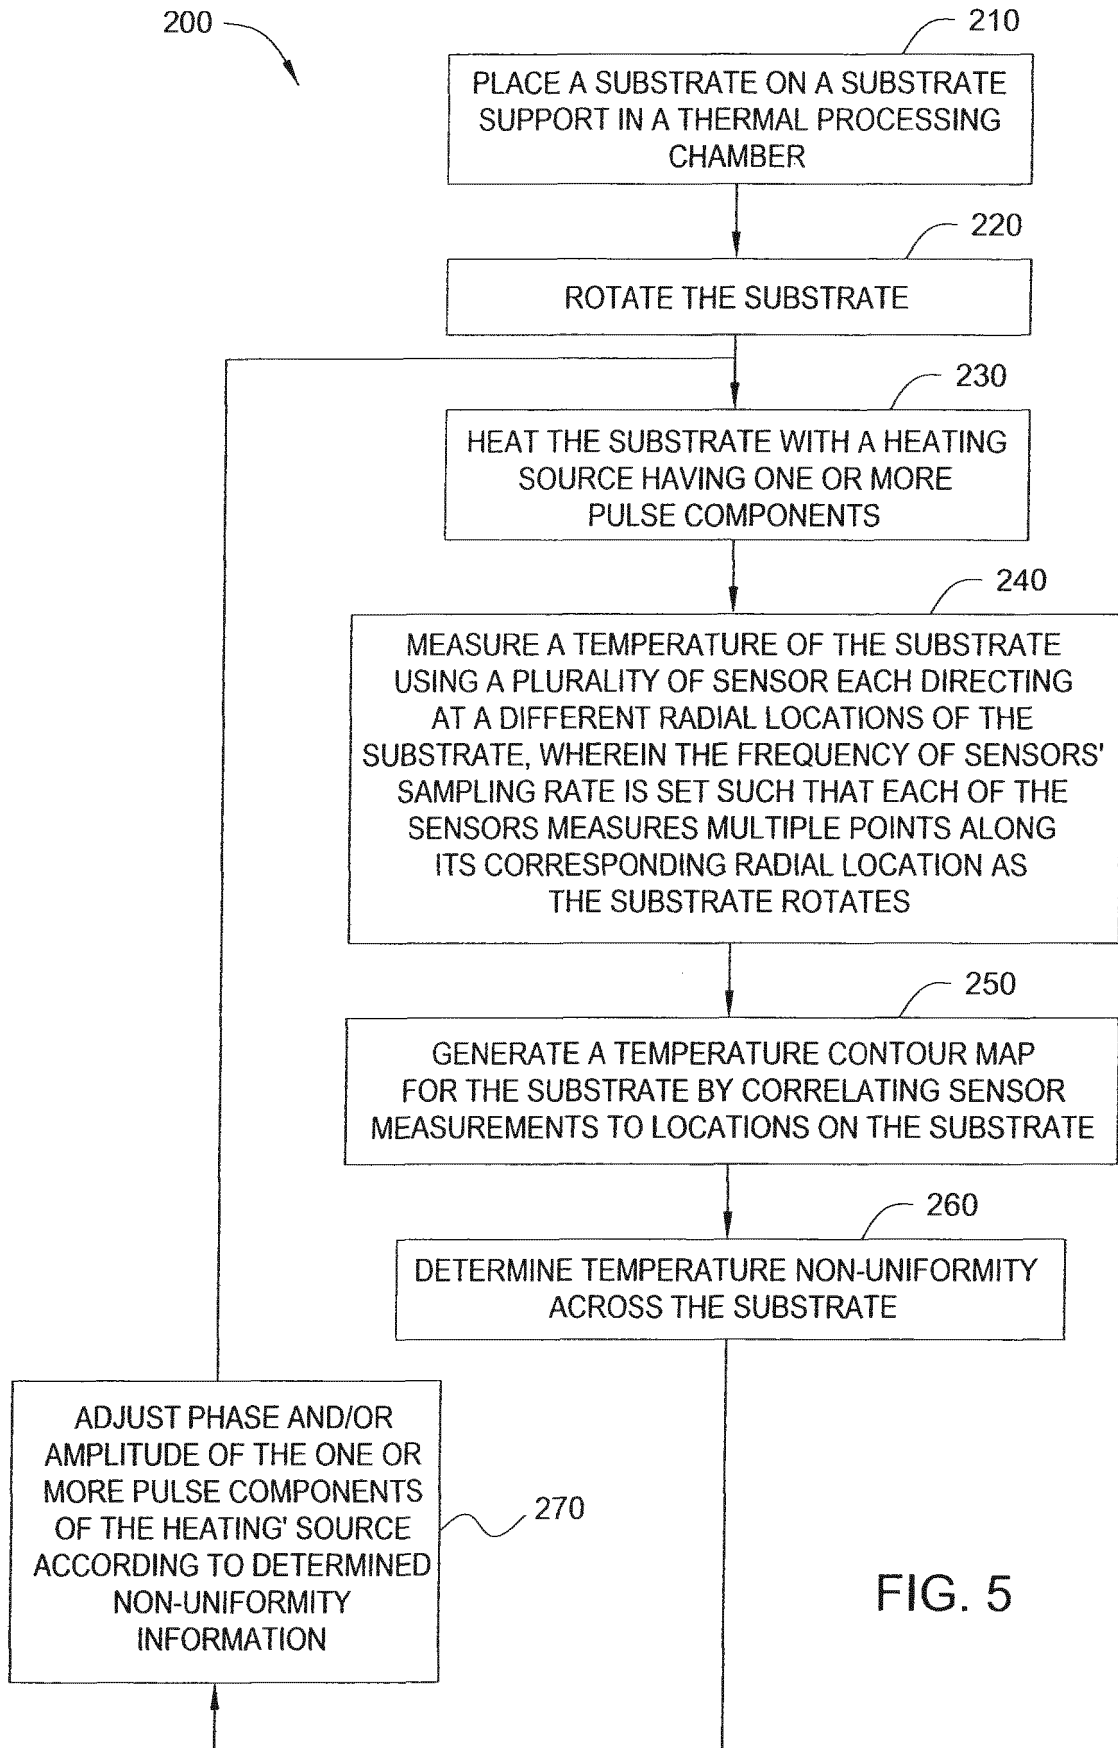 200
210
PLACE A SUBSTRATE ON A SUBSTRATE
SUPPORT IN A THERMAL PROCESSING
CHAMBER
220
ROTATE THE SUBSTRATE
230
HEAT THE SUBSTRATE WITH A HEATING
SOURCE HAVING ONE OR MORE
PULSE COMPONENTS
240
MEASURE A TEMPERATURE OF THE SUBSTRATE
USING A PLURALITY OF SENSOR EACH DIRECTING
AT A DIFFERENT RADIAL LOCATIONS OF THE
SUBSTRATE, WHEREIN THE FREQUENCY OF SENSORS'
SAMPLING RATE IS SET SUCH THAT EACH OF THE
SENSORS MEASURES MULTIPLE POINTS ALONG
ITS CORRESPONDING RADIAL LOCATION AS
THE SUBSTRATE ROTATES
250
GENERATE A TEMPERATURE CONTOUR MAP
FOR THE SUBSTRATE BY CORRELATING SENSOR
MEASUREMENTS TO LOCATIONS ON THE SUBSTRATE
260
DETERMINE TEMPERATURE NON-UNIFORMITY
ACROSS THE SUBSTRATE
ADJUST PHASE AND/OR
AMPLITUDE OF THE ONE OR
MORE PULSE COMPONENTS
OF THE HEATING' SOURCE
ACCORDING TO DETERMINED
NON-UNIFORMITY
INFORMATION
270
FIG. 5